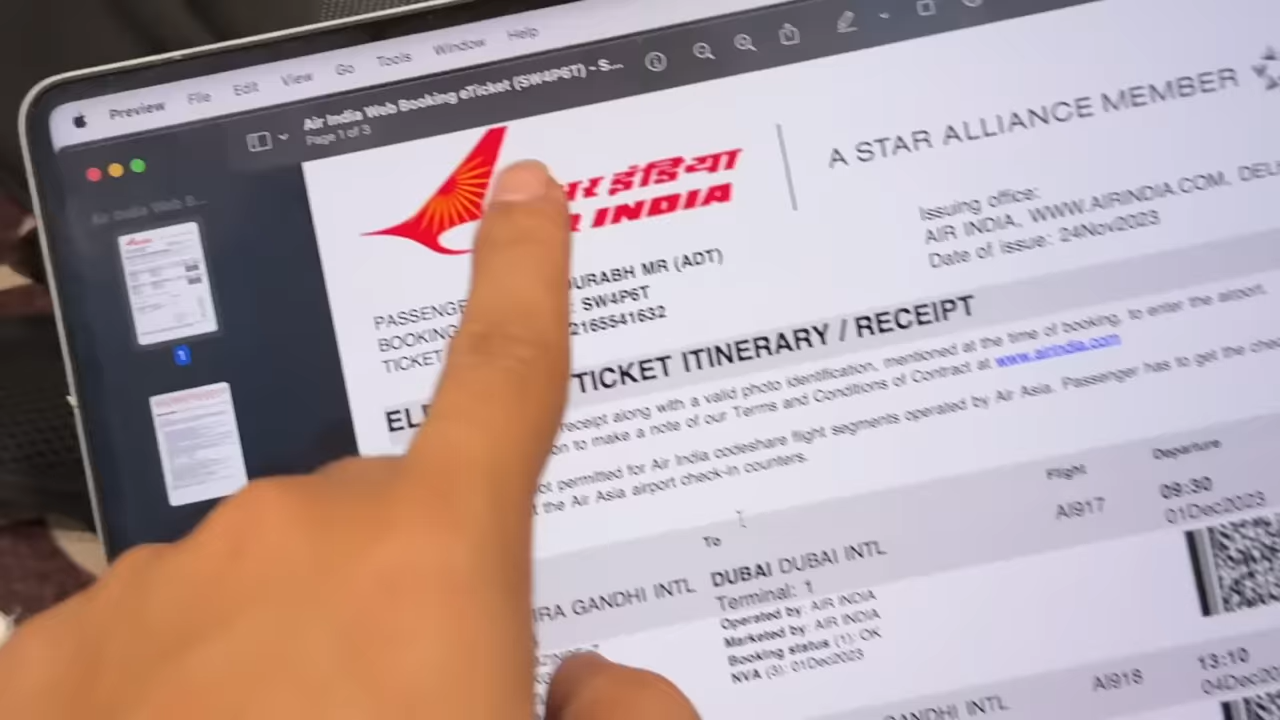 Preview File Edit View Go Tools Window Help
Air India Web Booking eTicket (SW4P6T) - S...
Page 1 of 3
Air India Web B...
1
इंडिया
INDIA
A STAR ALLIANCE MEMBER
Issuing office:
AIR INDIA, WWW.AIRINDIA.COM,
Date of issue: 24Nov2023
MR (ADT)
SW4P6T
2165541632
TICKET ITINERARY / RECEIPT
receipt along with a valid photo identification, mentioned at the time of booking, to enter the airport.
to make a note of our Terms and Conditions of Contract at www.airindia.com
permitted for Air India codeshare flight segments operated by Air Asia. Passenger has to get the
the Air Asia airport check-in counters.
To Flight Departure
GANDHI INTL DUBAI DUBAI INTL AI917 09:30
Terminal: 1 01Dec2023
Operated by: AIR INDIA
Marketed by: AIR INDIA
Booking status (1): OK
NVA (3): 01Dec2023
GANDHI INTL AI918 13:10
04Dec